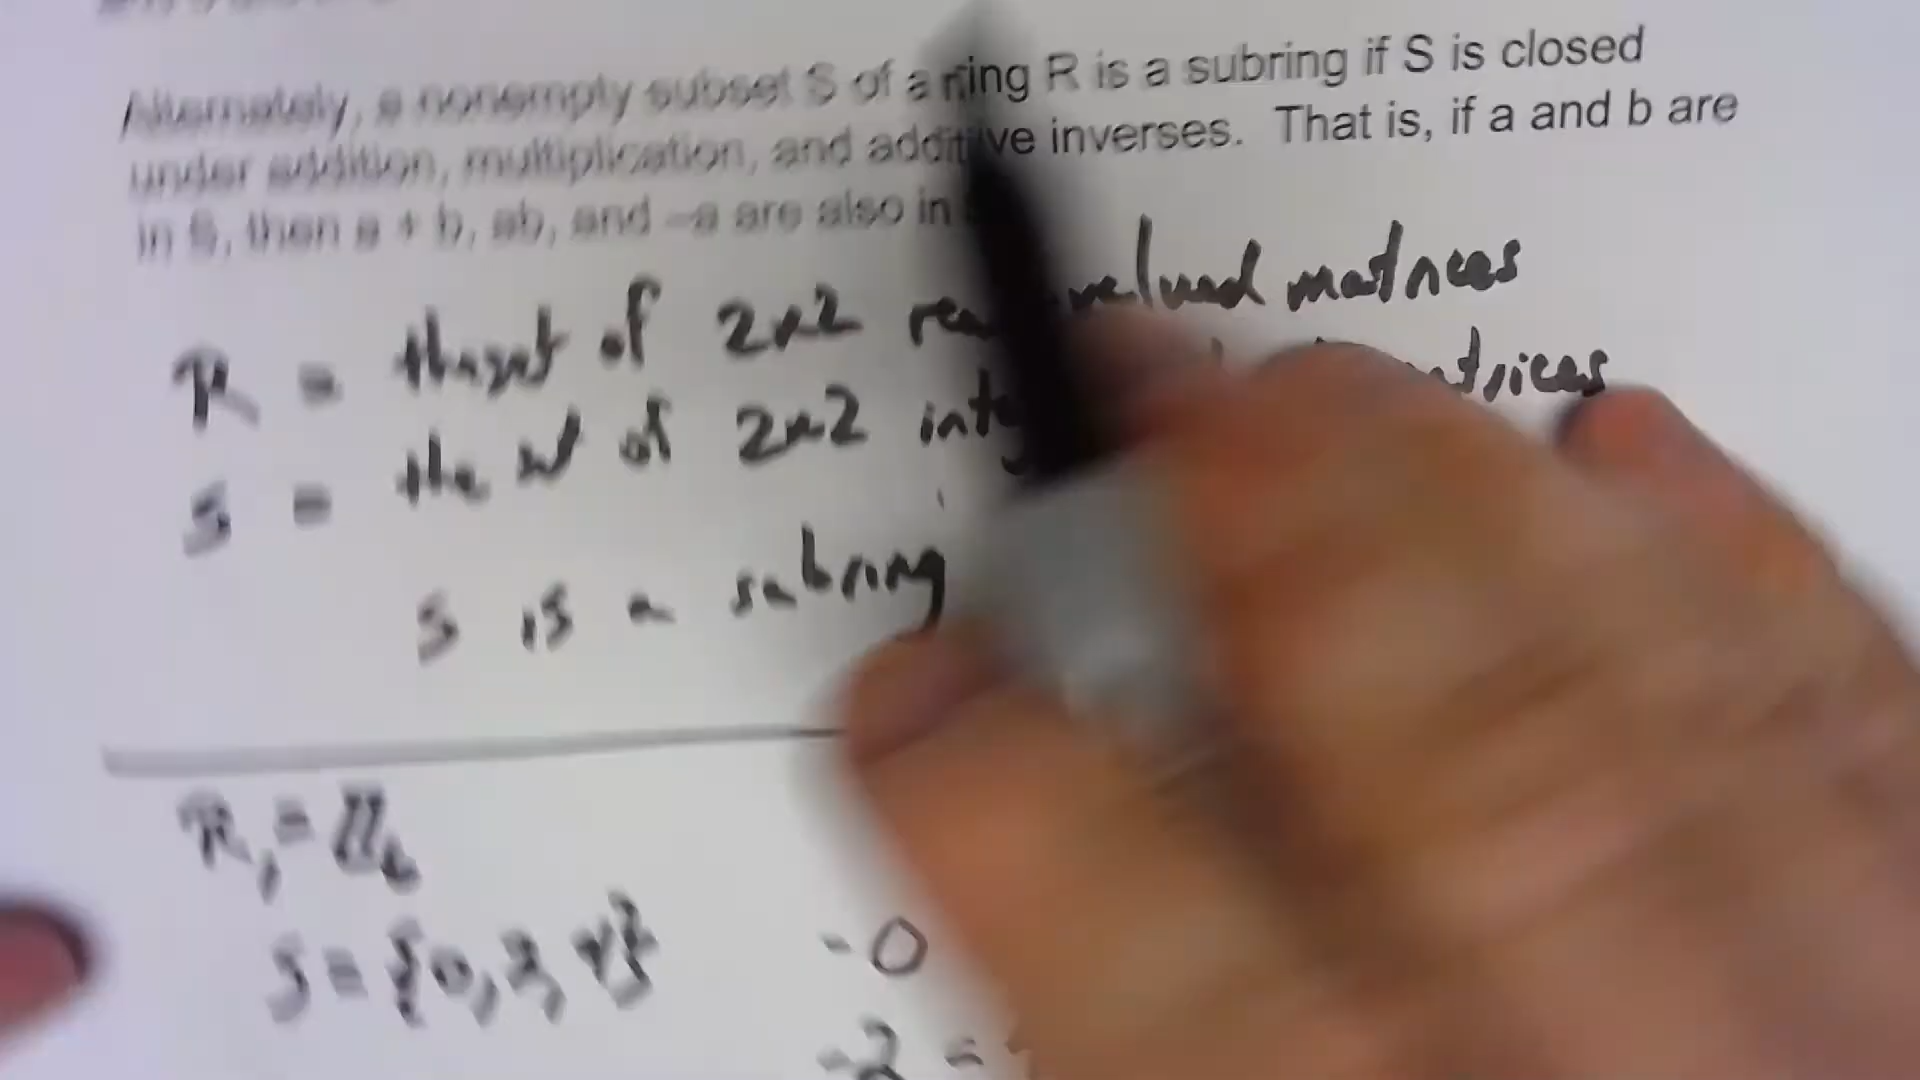 Alternately, a nonempty subset S of a ring R is a subring if S is closed
under addition, multiplication, and additive inverses. That is, if a and b are
in S, then a + b, ab, and –a are also in
R = the set of 2x2 valued matrices
S = the set of 2x2 matrices
S is a subring
R₁ = ℤ₆
S = {0, 2, 4}
-0
-2 =